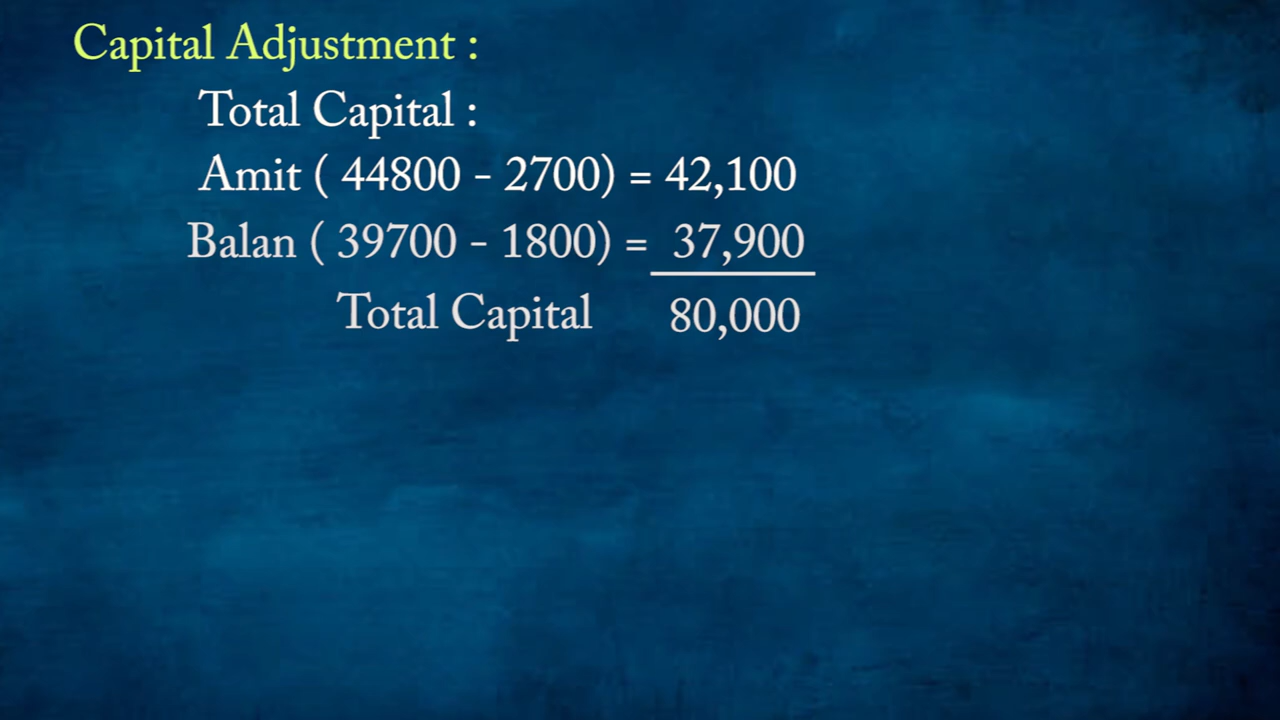 Capital Adjustment :
Total Capital :
Amit ( 44800 - 2700) = 42,100
Balan ( 39700 - 1800) = 37,900
Total Capital 80,000